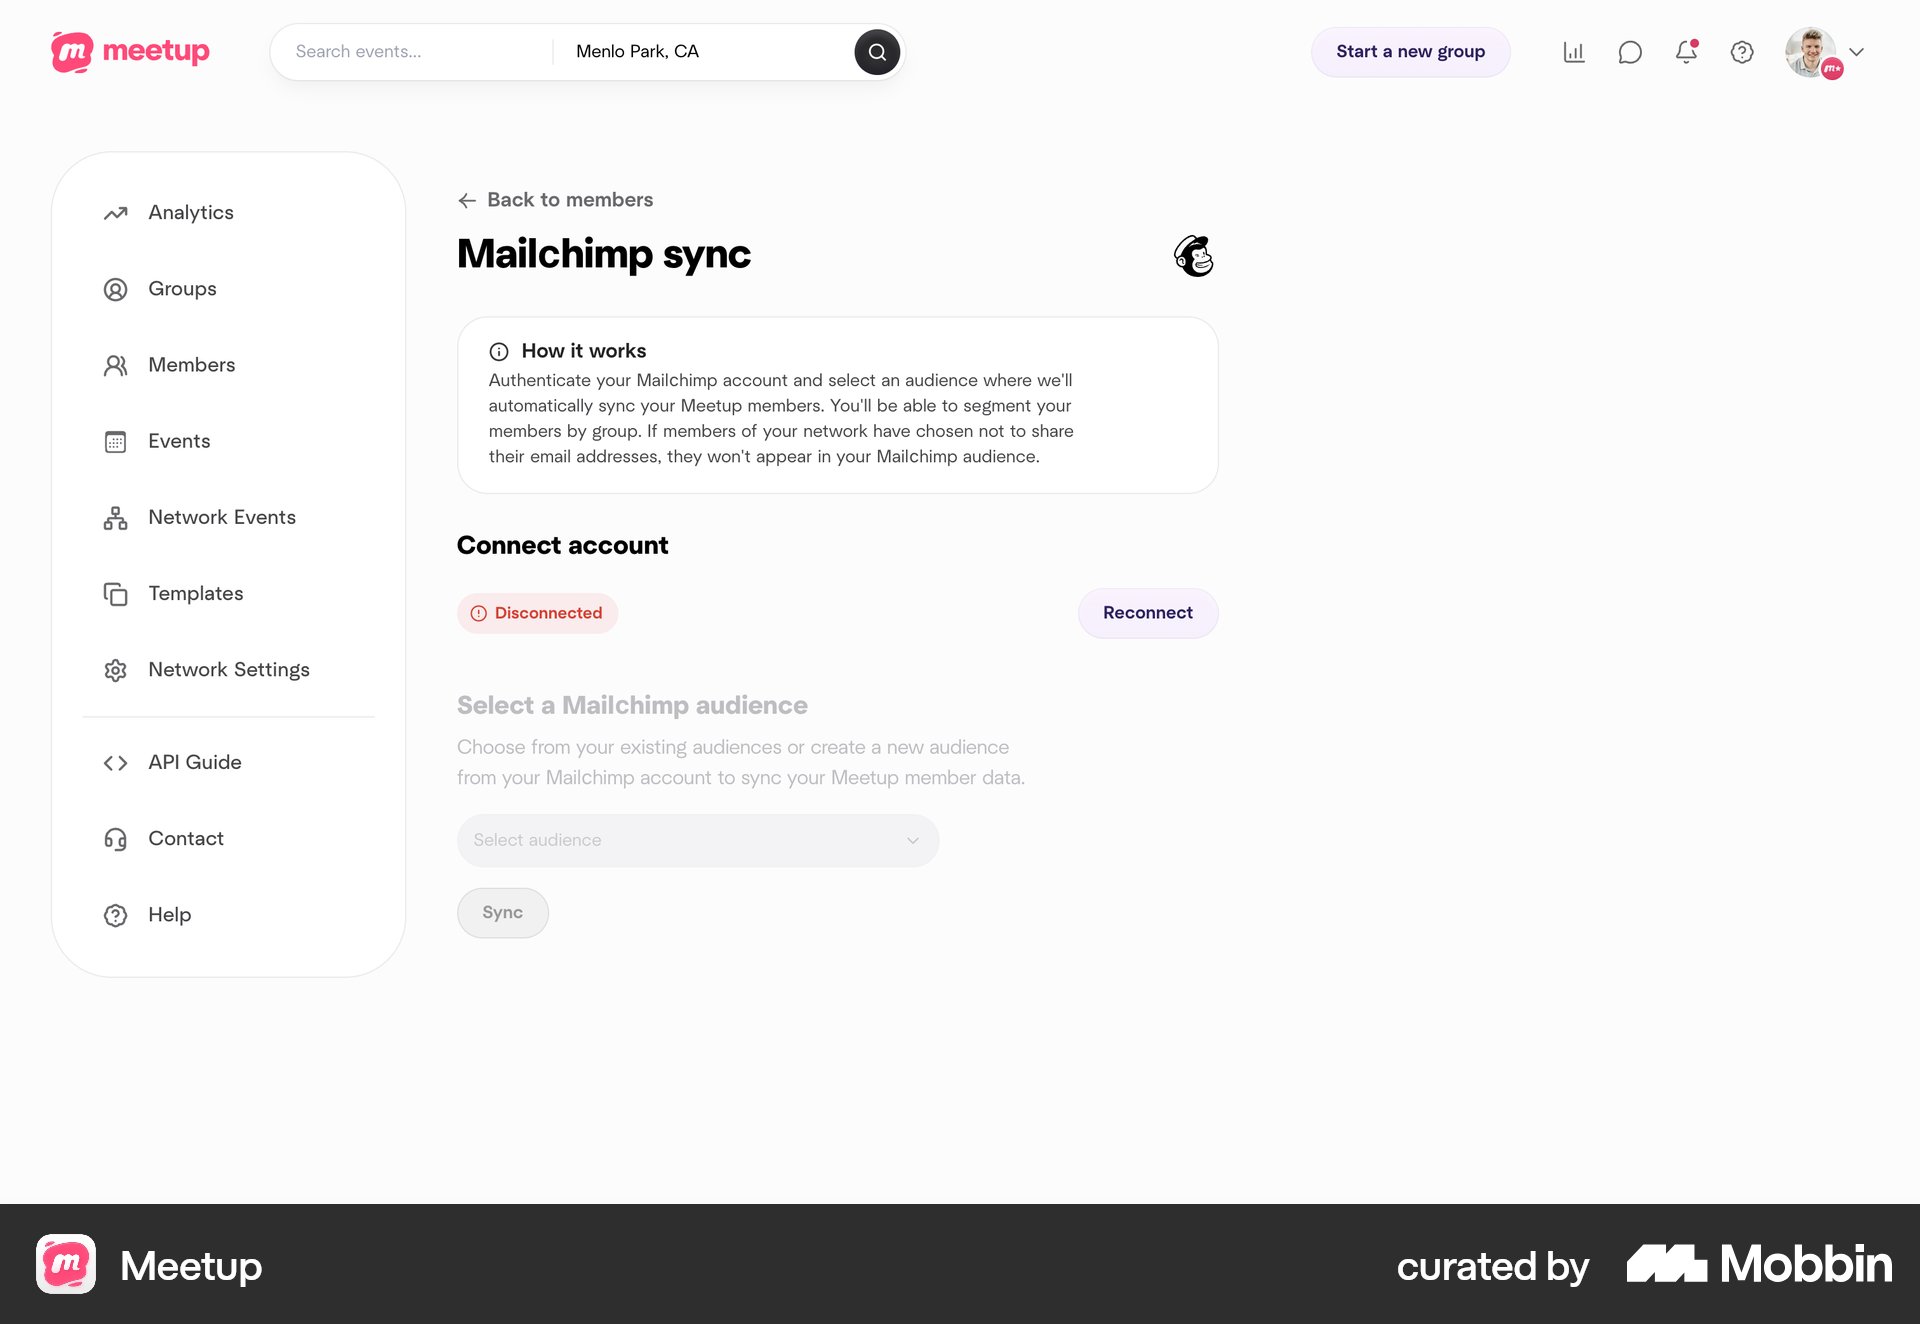 meetup
Search events...
Menlo Park, CA
Start a new group
Analytics
Groups
Members
Events
Network Events
Templates
Network Settings
API Guide
Contact
Help
Back to members
Mailchimp sync
How it works
Authenticate your Mailchimp account and select an audience where we'll
automatically sync your Meetup members. You'll be able to segment your
members by group. If members of your network have chosen not to share
their email addresses, they won't appear in your Mailchimp audience.
Connect account
Disconnected
Reconnect
Select a Mailchimp audience
Choose from your existing audiences or create a new audience
from your Mailchimp account to sync your Meetup member data.
Select audience
Sync
Meetup
curated by
Mobbin